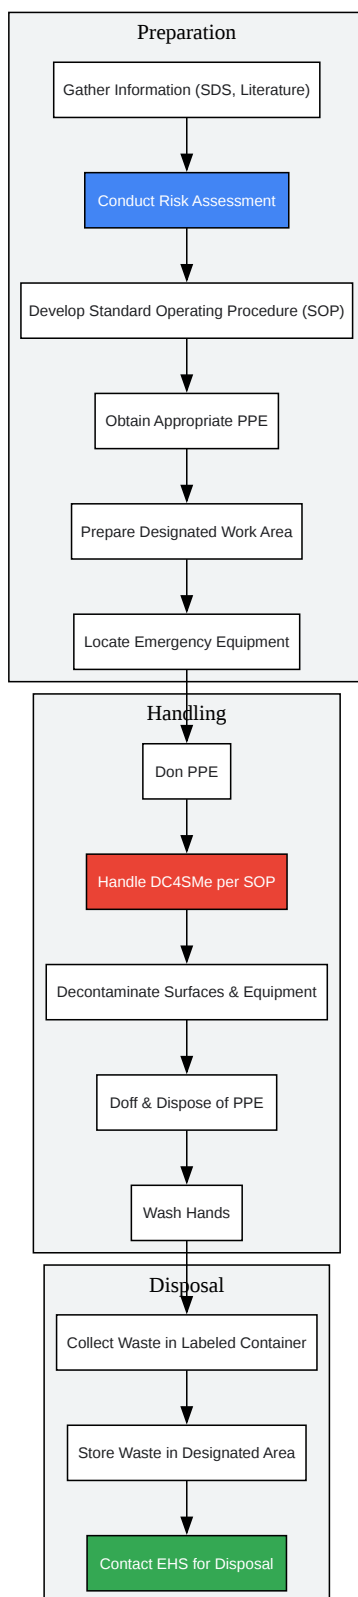 Preparation
Gather Information (SDS, Literature)
Conduct Risk Assessment
Develop Standard Operating Procedure (SOP)
Obtain Appropriate PPE
Prepare Designated Work Area
Locate Emergency Equipment
Handling
Don PPE
Handle DC4SMe per SOP
Decontaminate Surfaces & Equipment
Doff & Dispose of PPE
Wash Hands
Disposal
Collect Waste in Labeled Container
Store Waste in Designated Area
Contact EHS for Disposal